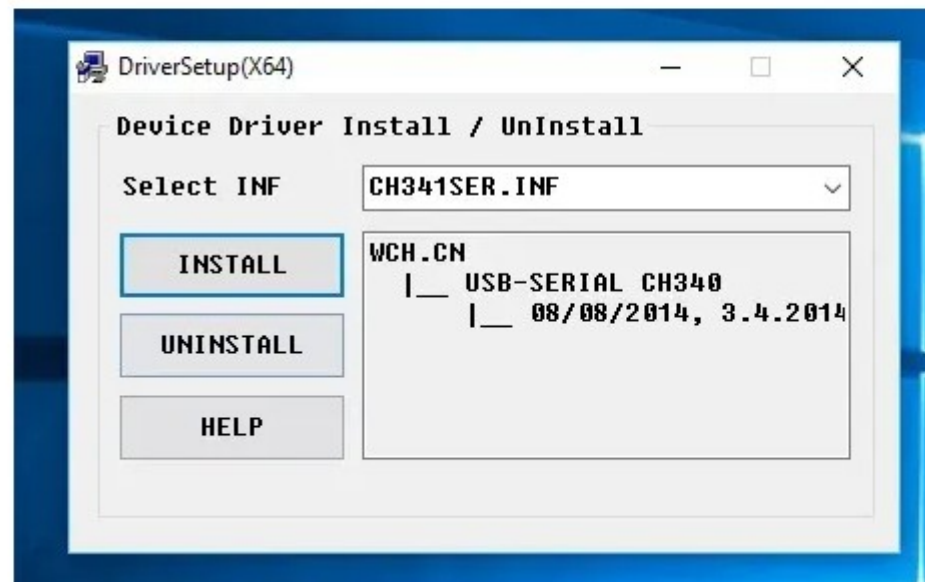 DriverSetup(X64)
Device Driver Install / UnInstall
Select INF
CH341SER.INF
INSTALL
UNINSTALL
HELP
WCH.CN
|__ USB-SERIAL CH340
|__ 08/08/2014, 3.4.2014